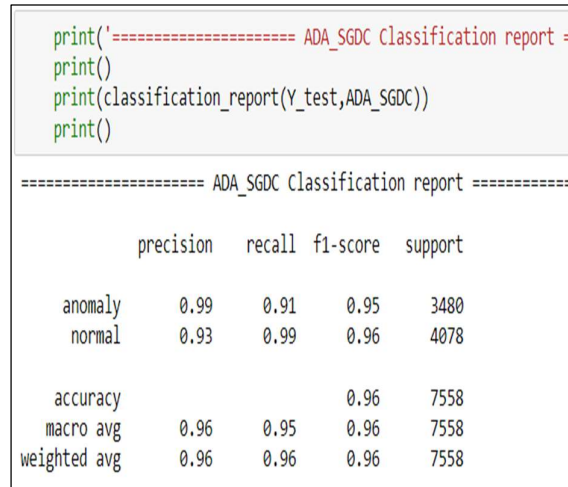 print('====================== ADA_SGDC Classification report =
print()
print(classification_report(Y_test,ADA_SGDC))
print()
====================== ADA_SGDC Classification report ============
precision recall f1-score support
anomaly 0.99 0.91 0.95 3480
normal 0.93 0.99 0.96 4078
accuracy 0.96 7558
macro avg 0.96 0.95 0.96 7558
weighted avg 0.96 0.96 0.96 7558